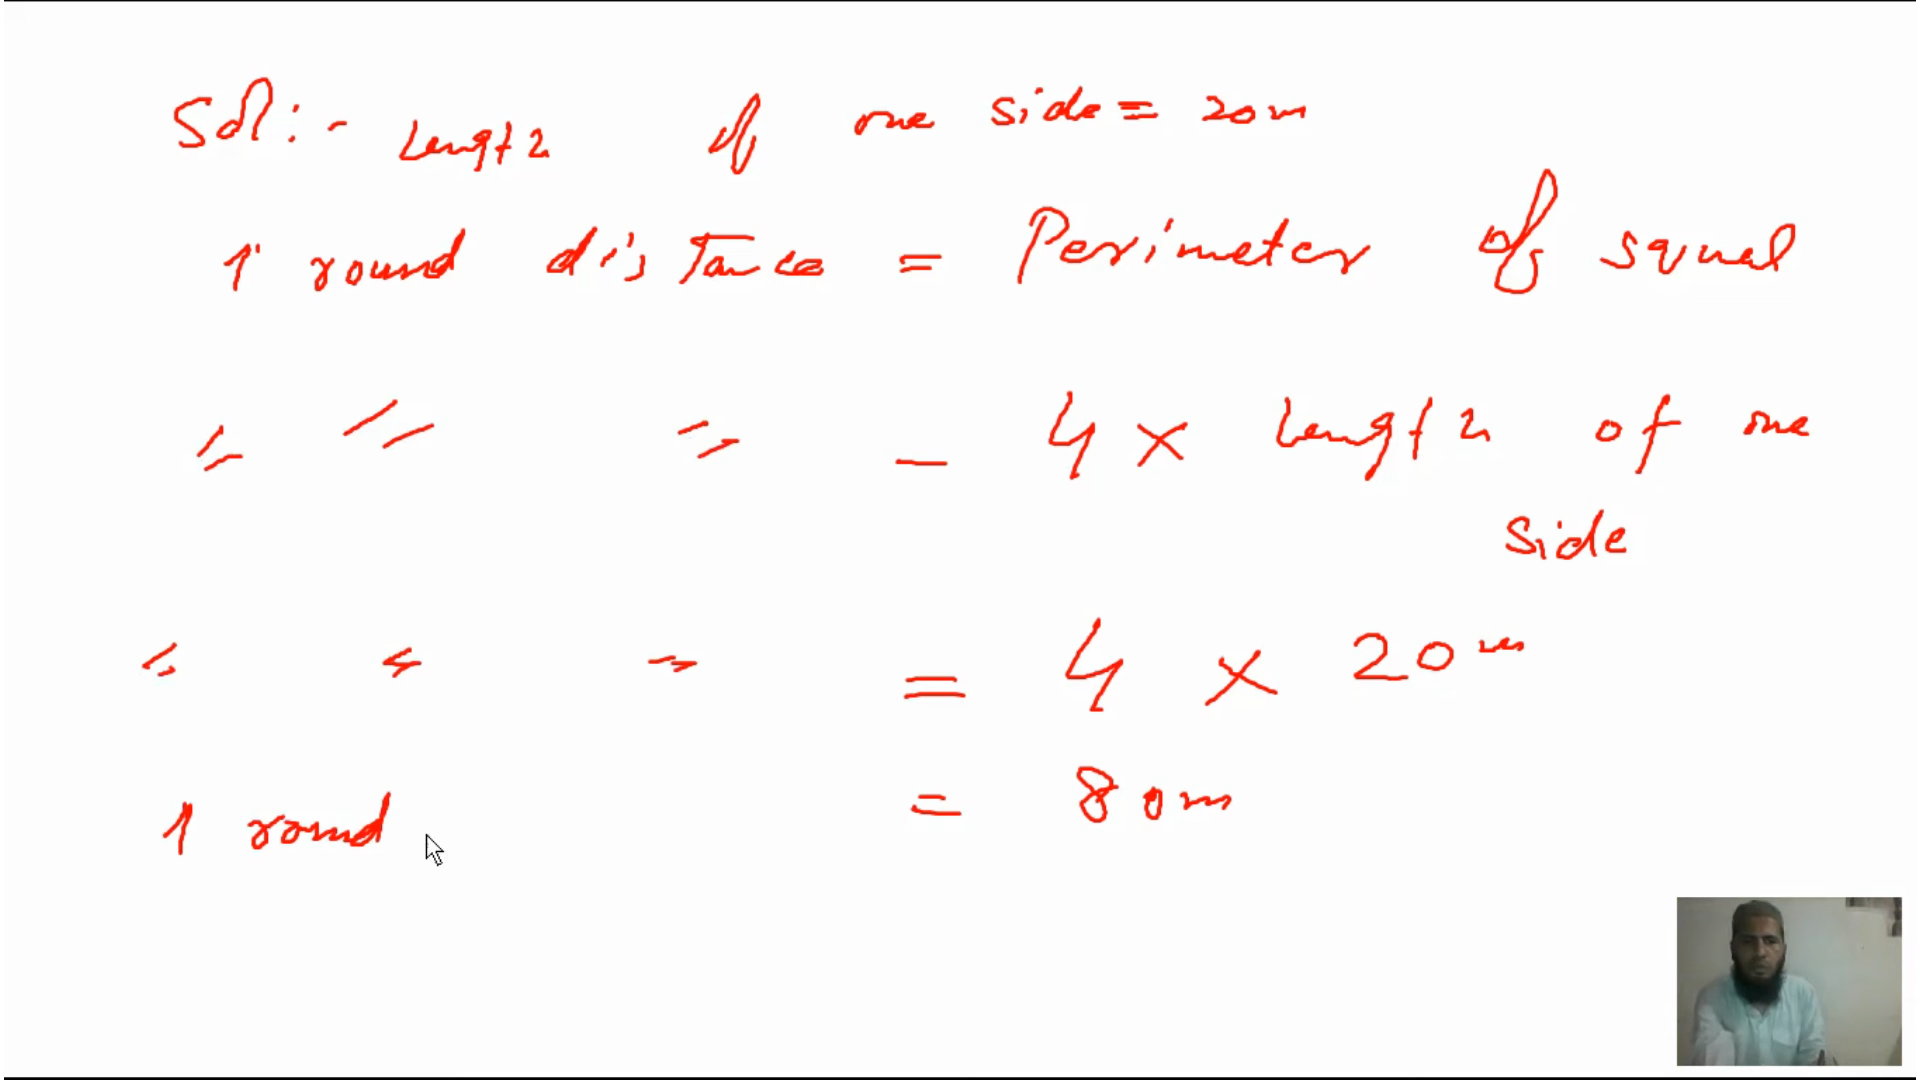 Sol:- Length of one side = 20m
1 round distance = Perimeter of squal
" " " - 4 × Length of one
side
" " " = 4 × 20m
1 round = 80m